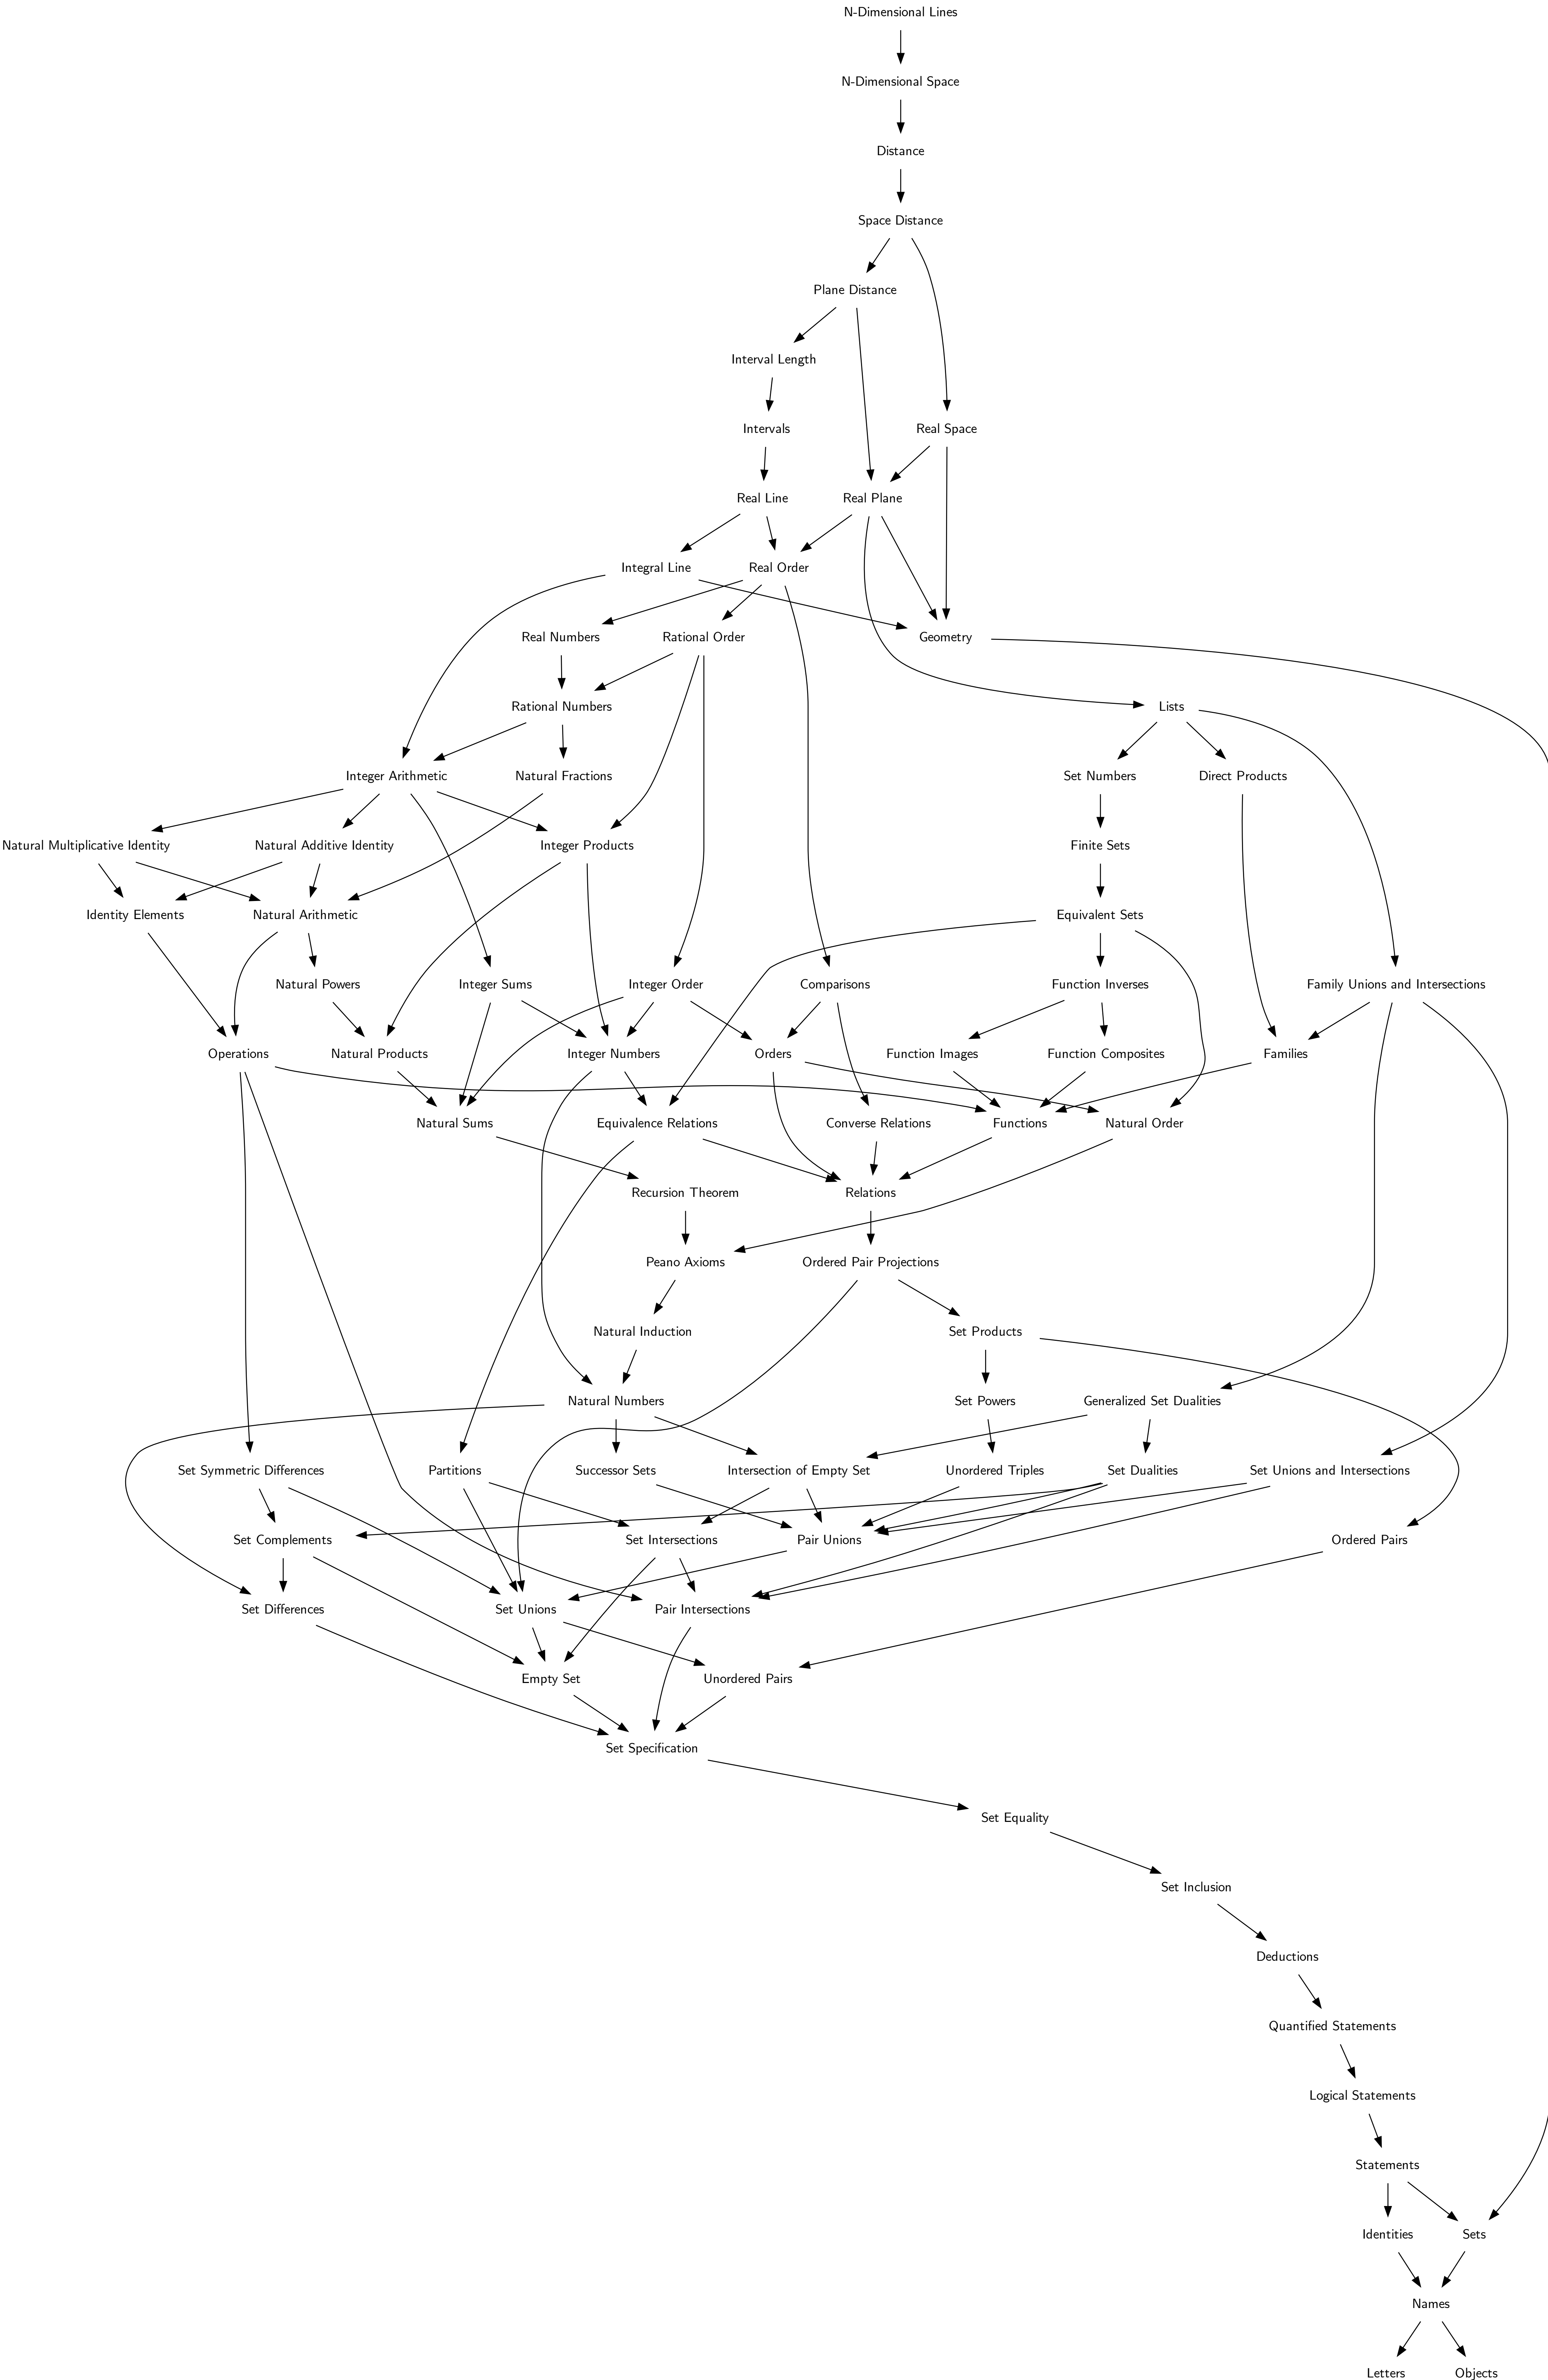 N-Dimensional Lines
N-Dimensional Space
Distance
Space Distance
Plane Distance
Interval Length
Intervals
Real Space
Real Line
Real Plane
Integral Line
Real Order
Real Numbers
Rational Order
Geometry
Rational Numbers
Lists
Integer Arithmetic
Natural Fractions
Set Numbers
Direct Products
Natural Multiplicative Identity
Natural Additive Identity
Integer Products
Finite Sets
Identity Elements
Natural Arithmetic
Equivalent Sets
Natural Powers
Integer Sums
Integer Order
Comparisons
Function Inverses
Family Unions and Intersections
Operations
Natural Products
Integer Numbers
Orders
Function Images
Function Composites
Families
Natural Sums
Equivalence Relations
Converse Relations
Functions
Natural Order
Recursion Theorem
Relations
Peano Axioms
Ordered Pair Projections
Natural Induction
Set Products
Natural Numbers
Set Powers
Generalized Set Dualities
Set Symmetric Differences
Partitions
Successor Sets
Intersection of Empty Set
Unordered Triples
Set Dualities
Set Unions and Intersections
Set Complements
Set Intersections
Pair Unions
Ordered Pairs
Set Differences
Set Unions
Pair Intersections
Empty Set
Unordered Pairs
Set Specification
Set Equality
Set Inclusion
Deductions
Quantified Statements
Logical Statements
Statements
Identities
Sets
Names
Letters
Objects